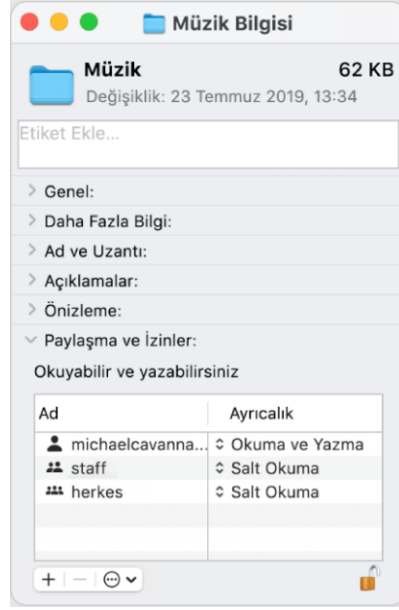 Müzik Bilgisi
Müzik 62 KB
Değişiklik: 23 Temmuz 2019, 13:34
Etiket Ekle...
Genel:
Daha Fazla Bilgi:
Ad ve Uzantı:
Açıklamalar:
Önizleme:
Paylaşma ve İzinler:
Okuyabilir ve yazabilirsiniz
Ad Ayrıcalık
michaelcavanna... Okuma ve Yazma
staff Salt Okuma
herkes Salt Okuma